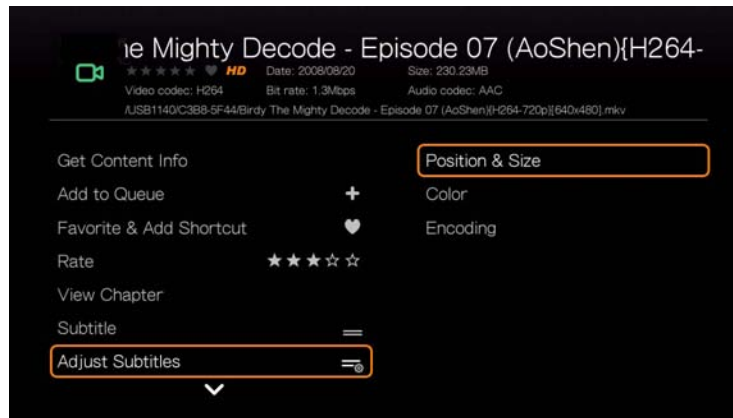 he Mighty Decode - Episode 07 (AoShen){H264-
HD Date: 2008/08/20 Size: 230.23MB
Video codec: H264 Bit rate: 1.3Mbps Audio codec: AAC
/USB1140/C3B8-5F44/Birdy The Mighty Decode - Episode 07 (AoShen){H264-720p}[640x480].mkv
Get Content Info
Add to Queue
Favorite & Add Shortcut
Rate
View Chapter
Subtitle
Adjust Subtitles
Position & Size
Color
Encoding